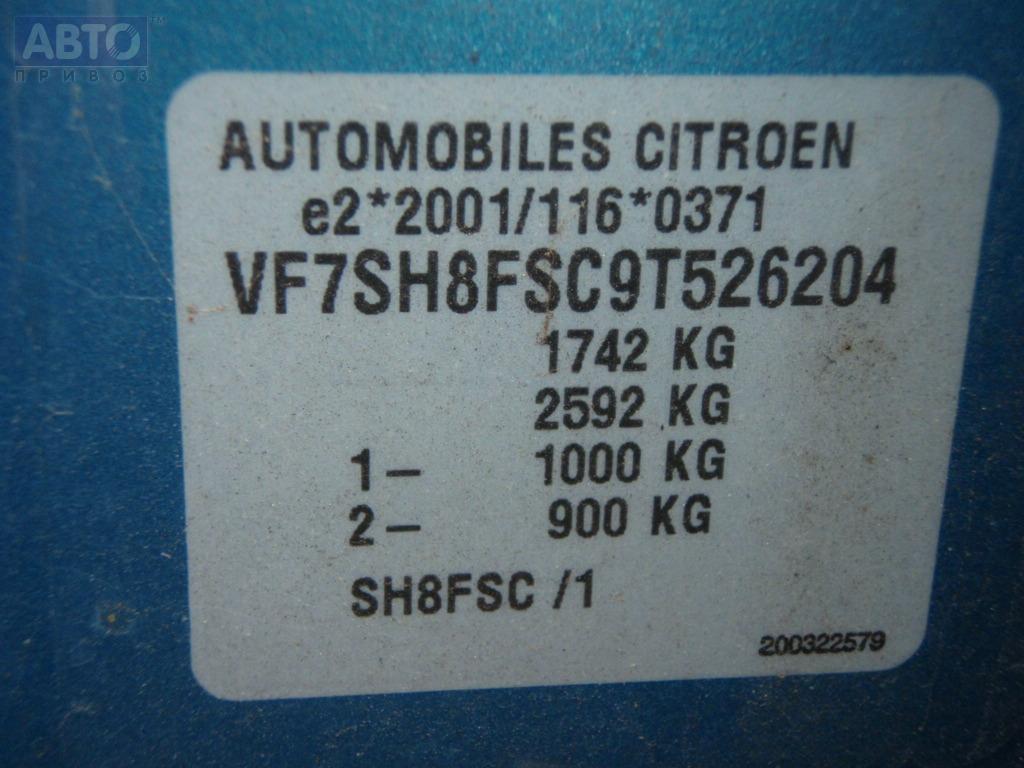 АВТО™
ПРИВОЗ
AUTOMOBILES CITROEN
e2*2001/116*0371
VF7SH8FSC9T526204
1742 KG
2592 KG
1– 1000 KG
2– 900 KG
SH8FSC /1
200322579